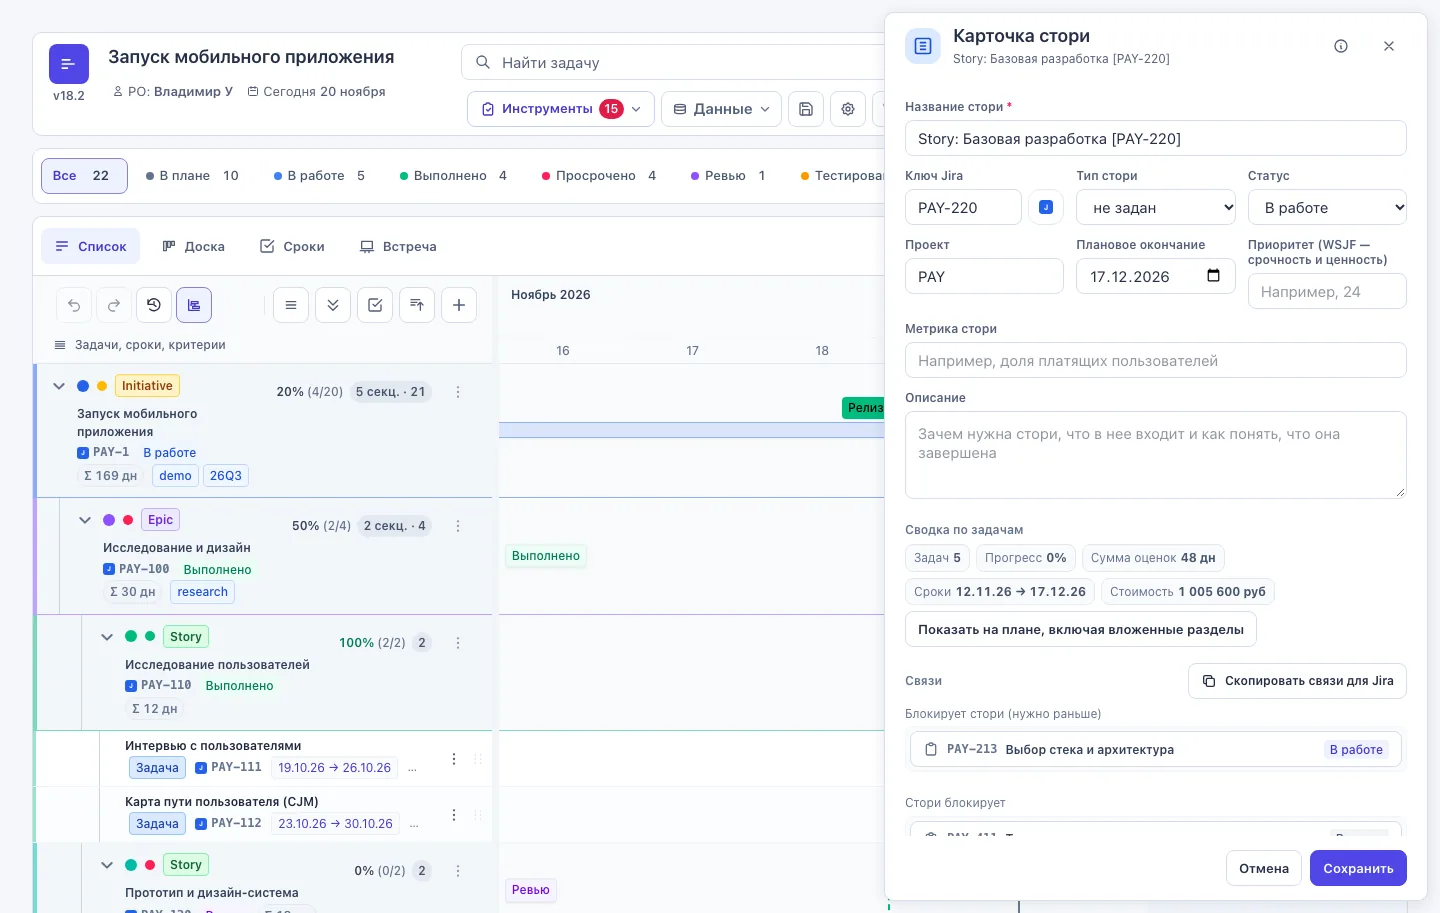 Запуск мобильного приложения
v18.2
PO: Владимир У
Сегодня 20 ноября
Найти задачу
Инструменты 15
Данные
Все 22
В плане 10
В работе 5
Выполнено 4
Просрочено 4
Ревью 1
Список
Доска
Сроки
Встреча
Задачи, сроки, критерии
Ноябрь 2026
16 17 18
Initiative
20% (4/20) 5 секц. · 21
Запуск мобильного
приложения
PAY-1 В работе
Σ 169 дн demo 26Q3
Epic
50% (2/4) 2 секц. · 4
Исследование и дизайн
PAY-100 Выполнено
Σ 30 дн research
Выполнено
Story
100% (2/2) 2
Исследование пользователей
PAY-110 Выполнено
Σ 12 дн
Интервью с пользователями
Задача PAY-111 19.10.26 → 26.10.26 ...
Карта пути пользователя (CJM)
Задача PAY-112 23.10.26 → 30.10.26 ...
Story
0% (0/2) 2
Прототип и дизайн-система
Ревью
Карточка стори
Story: Базовая разработка [PAY-220]
Название стори *
Story: Базовая разработка [PAY-220]
Ключ Jira
PAY-220
Тип стори
не задан
Статус
В работе
Проект
PAY
Плановое окончание
17.12.2026
Приоритет (WSJF —
срочность и ценность)
Например, 24
Метрика стори
Например, доля платящих пользователей
Описание
Зачем нужна стори, что в нее входит и как понять, что она
завершена
Сводка по задачам
Задач 5
Прогресс 0%
Сумма оценок 48 дн
Сроки 12.11.26 → 17.12.26
Стоимость 1 005 600 руб
Показать на плане, включая вложенные разделы
Связи
Скопировать связи для Jira
Блокирует стори (нужно раньше)
PAY-213 Выбор стека и архитектура В работе
Стори блокирует
Отмена
Сохранить